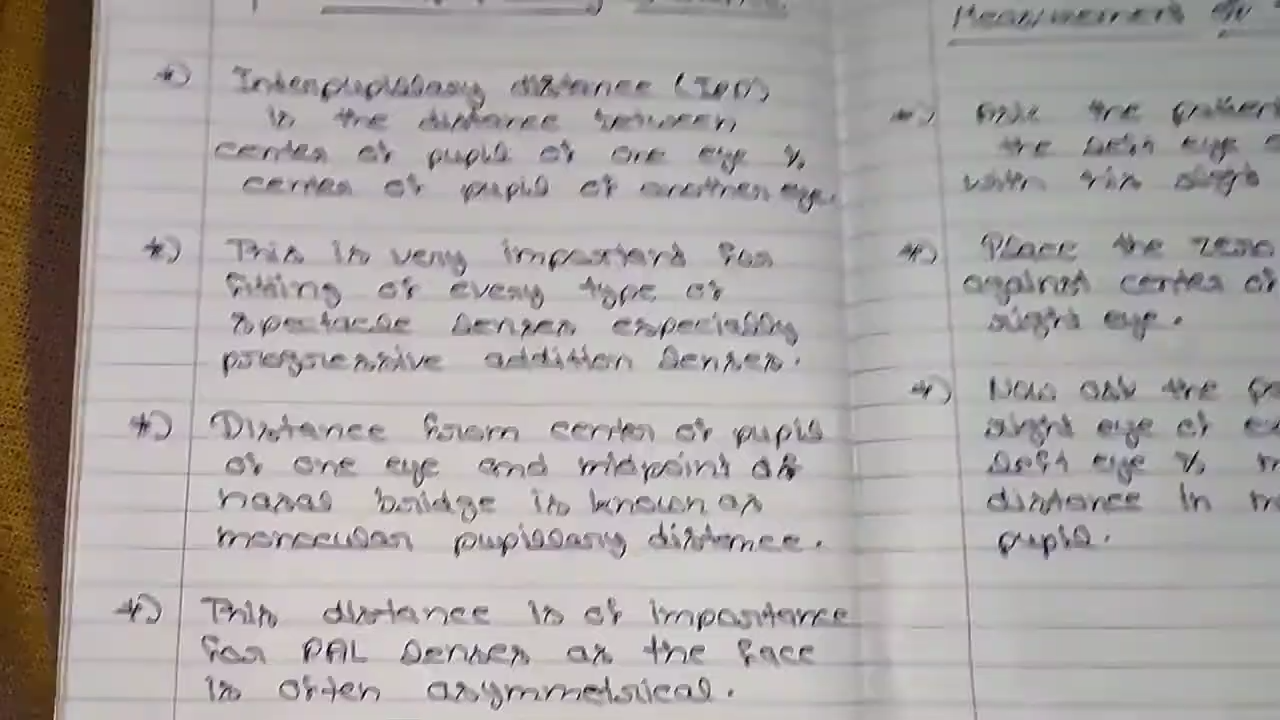 *) Interpupillary distance (IPD)
is the distance between
center of pupil of one eye &
center of pupil of another eye.
*) This is very important for
fitting of every type of
spectacle lenses especially
progressive addition lenses.
*) Distance from center of pupil
of one eye and midpoint of
nasal bridge is known as
monocular pupillary distance.
*) This distance is of importance
for PAL lenses as the face
is often asymmetrical.
Measurement of
*) the
the left eye
with his right
*) Place the zero
against center of
right eye.
*) Now ask the
right eye
left eye &
distance in
pupil.